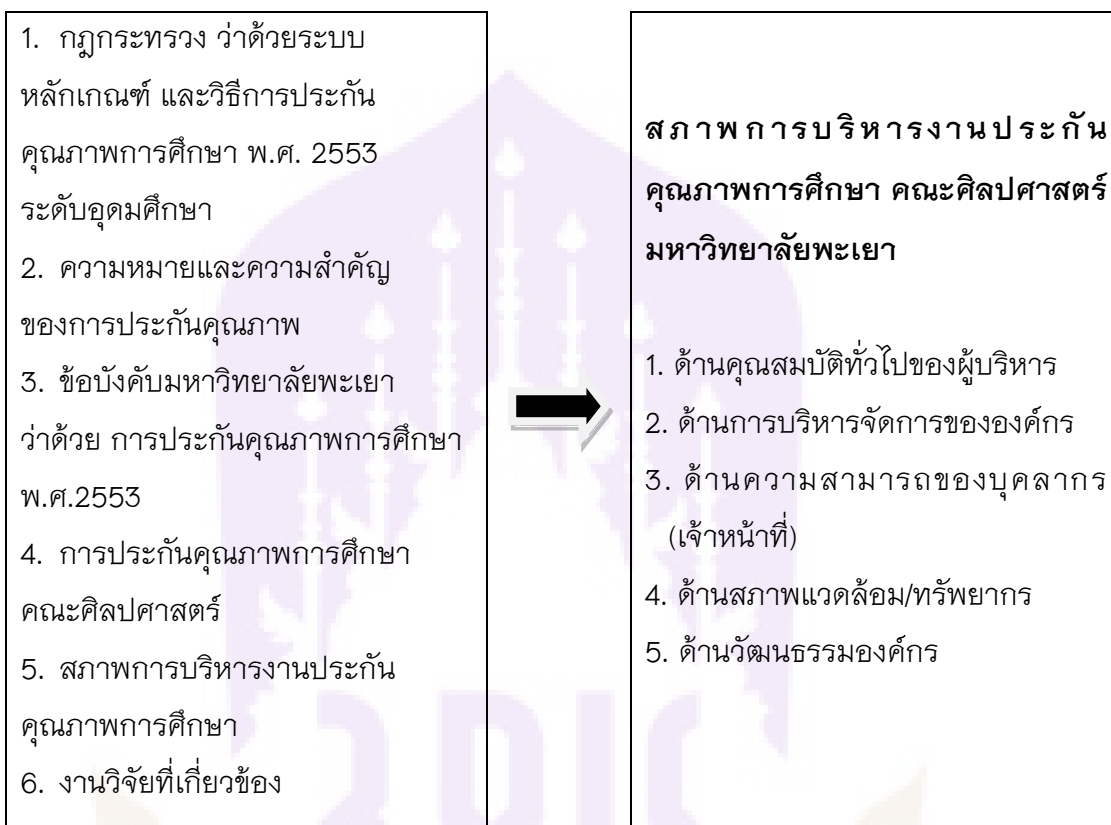 1. กฎกระทรวง ว่าด้วยระบบ
หลักเกณฑ์ และวิธีการประกัน
คุณภาพการศึกษา พ.ศ. 2553
ระดับอุดมศึกษา
2. ความหมายและความสำคัญ
ของการประกันคุณภาพ
3. ข้อบังคับมหาวิทยาลัยพะเยา
ว่าด้วย การประกันคุณภาพการศึกษา
พ.ศ.2553
4. การประกันคุณภาพการศึกษา
คณะศิลปศาสตร์
5. สภาพการบริหารงานประกัน
คุณภาพการศึกษา
6. งานวิจัยที่เกี่ยวข้อง
สภาพการบริหารงานประกัน
คุณภาพการศึกษา คณะศิลปศาสตร์
มหาวิทยาลัยพะเยา
1. ด้านคุณสมบัติทั่วไปของผู้บริหาร
2. ด้านการบริหารจัดการขององค์กร
3. ด้านความสามารถของบุคลากร
(เจ้าหน้าที่)
4. ด้านสภาพแวดล้อม/ทรัพยากร
5. ด้านวัฒนธรรมองค์กร